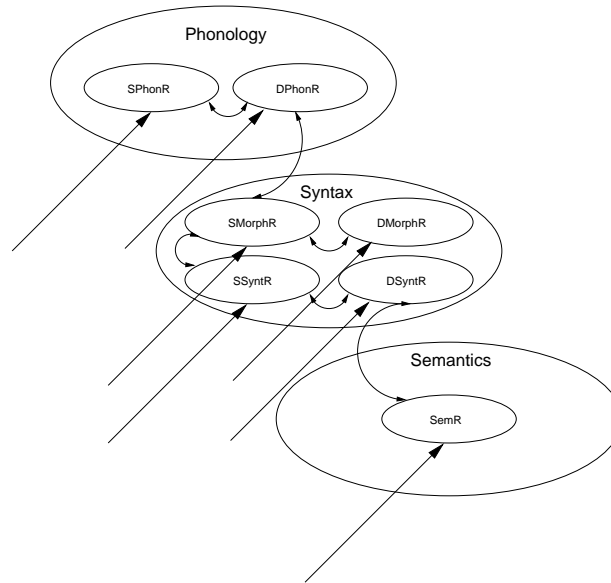 Phonology
SPhonR DPhonR
Syntax
SMorphR DMorphR
SSyntR DSyntR
Semantics
SemR